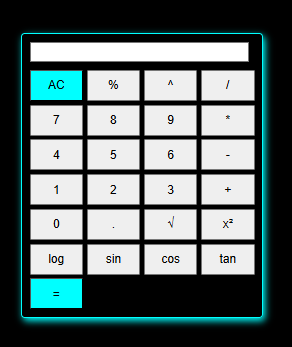 AC % ^ /
7 8 9 *
4 5 6 -
1 2 3 +
0 . √ x²
log sin cos tan
=